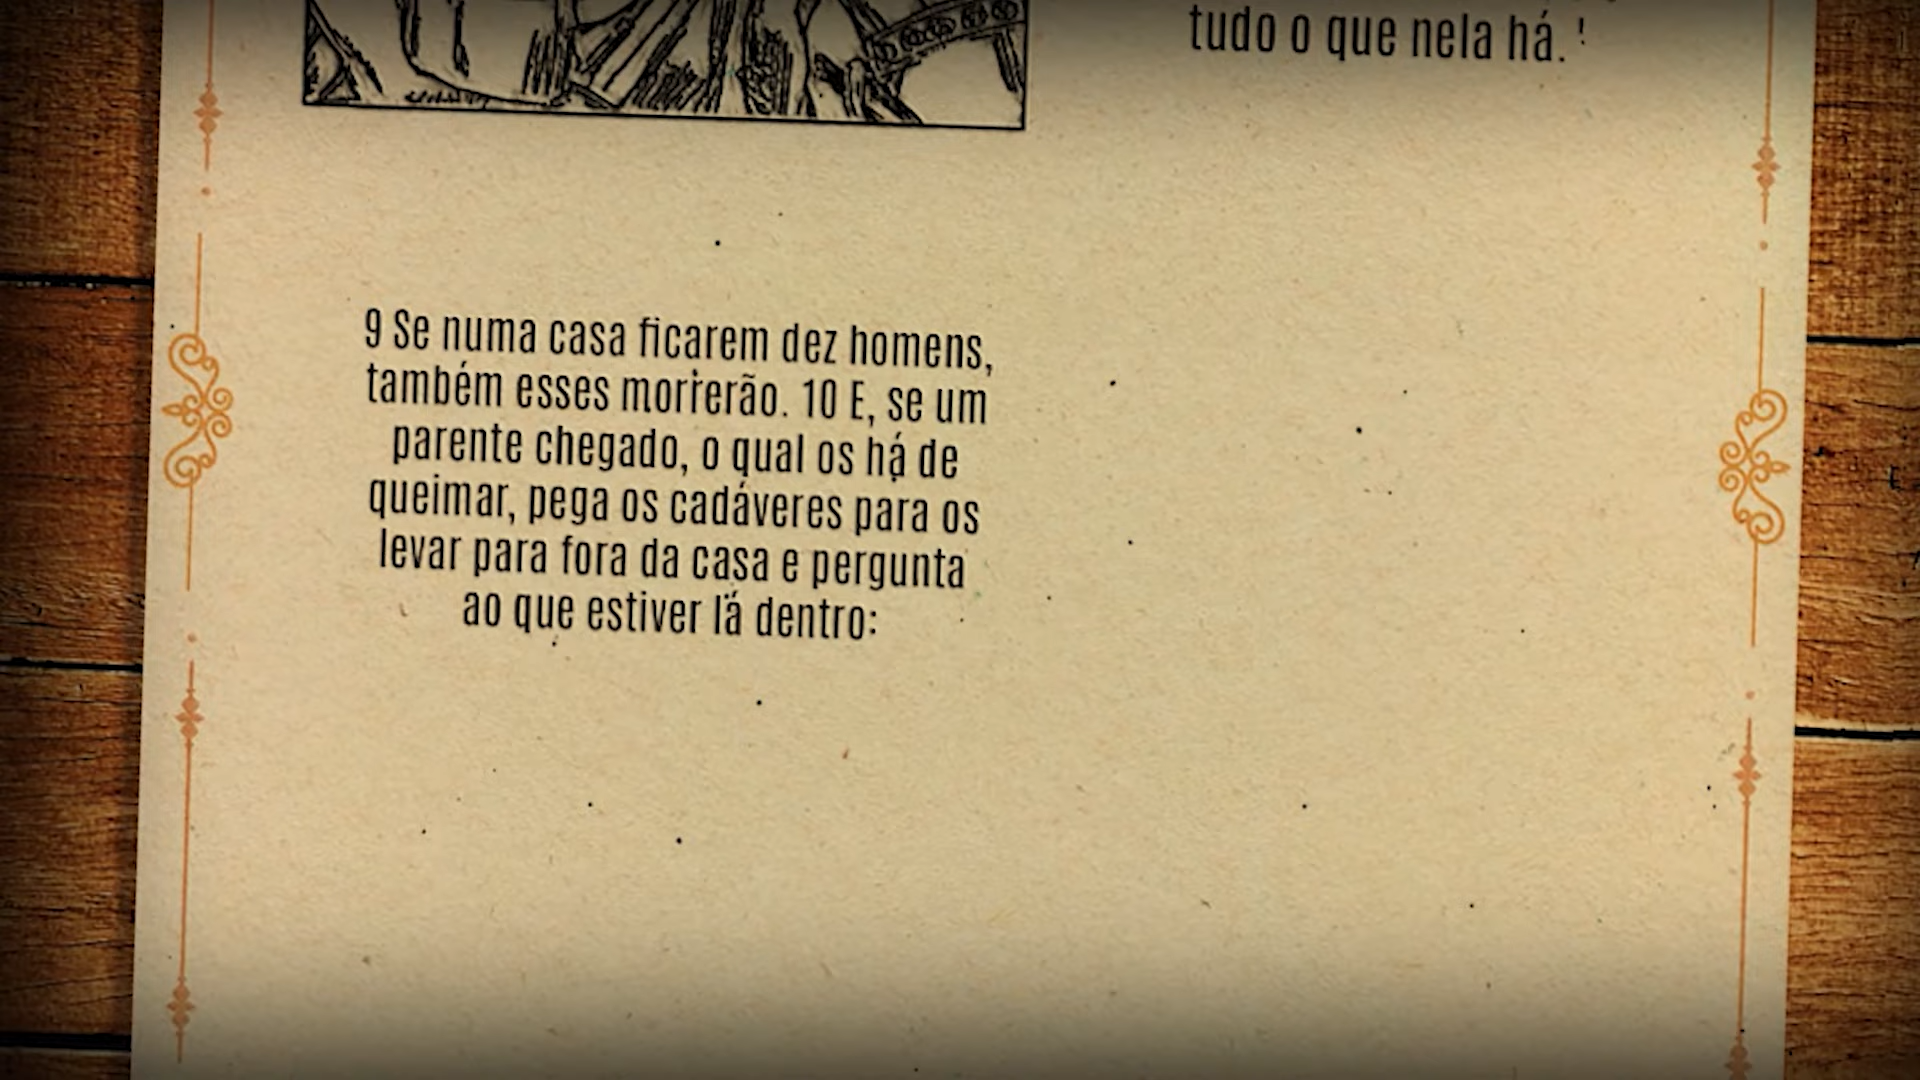 tudo o que nela há.
9 Se numa casa ficarem dez homens,
também esses morrerão. 10 E, se um
parente chegado, o qual os há de
queimar, pega os cadáveres para os
levar para fora da casa e pergunta
ao que estiver lá dentro: